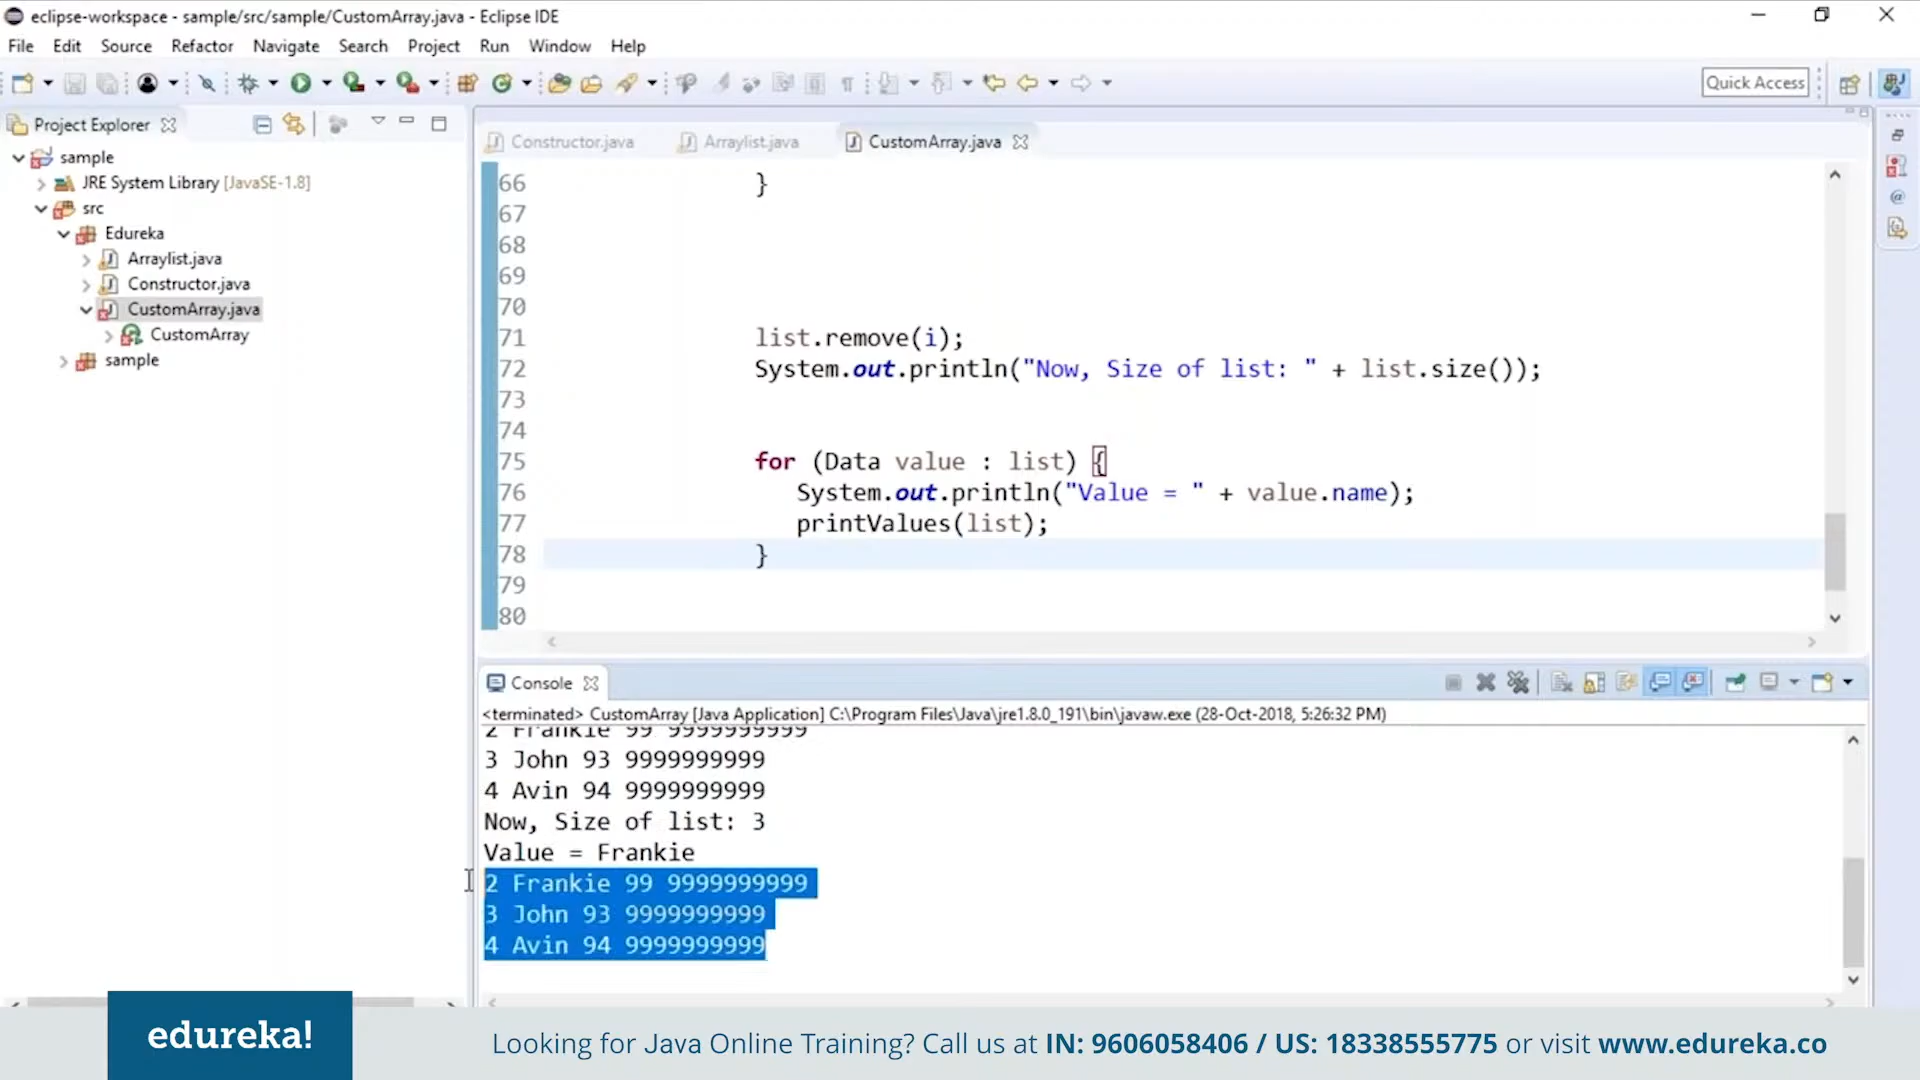 eclipse-workspace - sample/src/sample/CustomArray.java - Eclipse IDE
File Edit Source Refactor Navigate Search Project Run Window Help
Quick Access
Project Explorer
sample
JRE System Library [JavaSE-1.8]
src
Edureka
Arraylist.java
Constructor.java
CustomArray.java
CustomArray
sample
Constructor.java Arraylist.java CustomArray.java
66 }
67
68
69
70
71 list.remove(i);
72 System.out.println("Now, Size of list: " + list.size());
73
74
75 for (Data value : list) {
76 System.out.println("Value = " + value.name);
77 printValues(list);
78 }
79
80
Console
<terminated> CustomArray [Java Application] C:\Program Files\Java\jre1.8.0_191\bin\javaw.exe (28-Oct-2018, 5:26:32 PM)
2 Frankie 99 9999999999
3 John 93 9999999999
4 Avin 94 9999999999
Now, Size of list: 3
Value = Frankie
2 Frankie 99 9999999999
3 John 93 9999999999
4 Avin 94 9999999999
edureka!
Looking for Java Online Training? Call us at IN: 9606058406 / US: 18338555775 or visit www.edureka.co